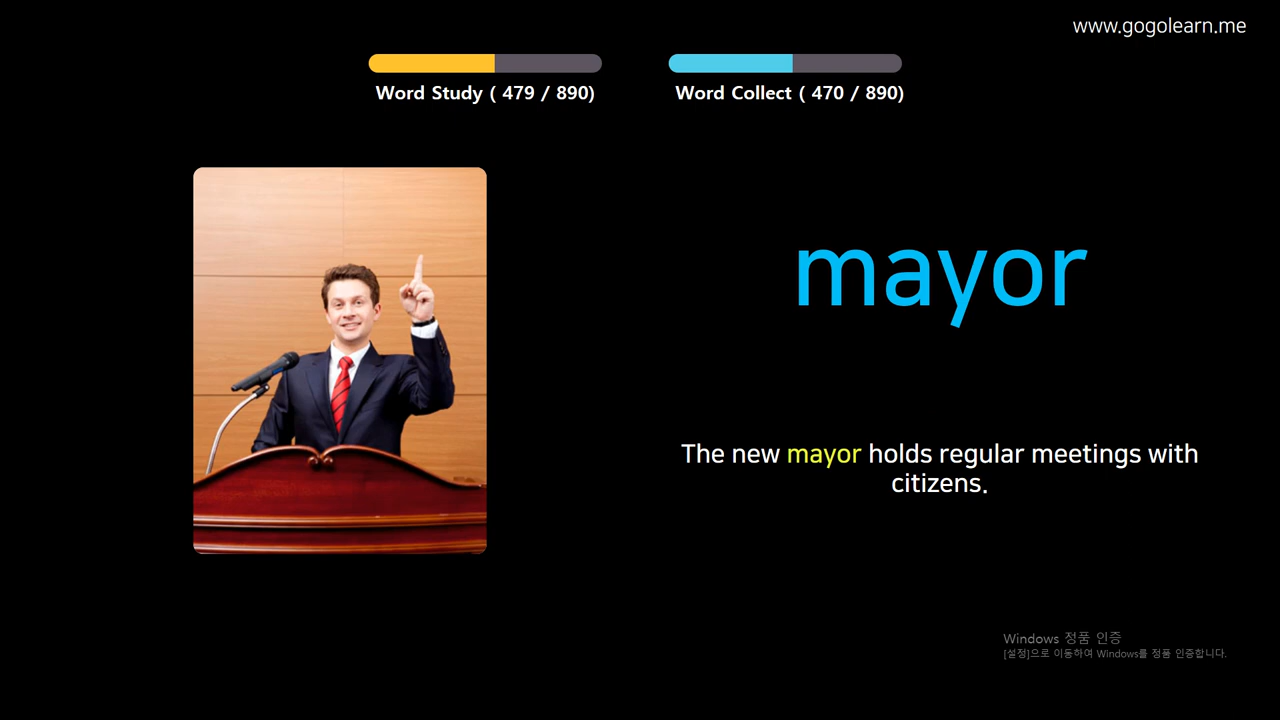 www.gogolearn.me
Word Study ( 479 / 890)
Word Collect ( 470 / 890)
mayor
The new mayor holds regular meetings with
citizens.
Windows 정품 인증
[설정]으로 이동하여 Windows를 정품 인증합니다.